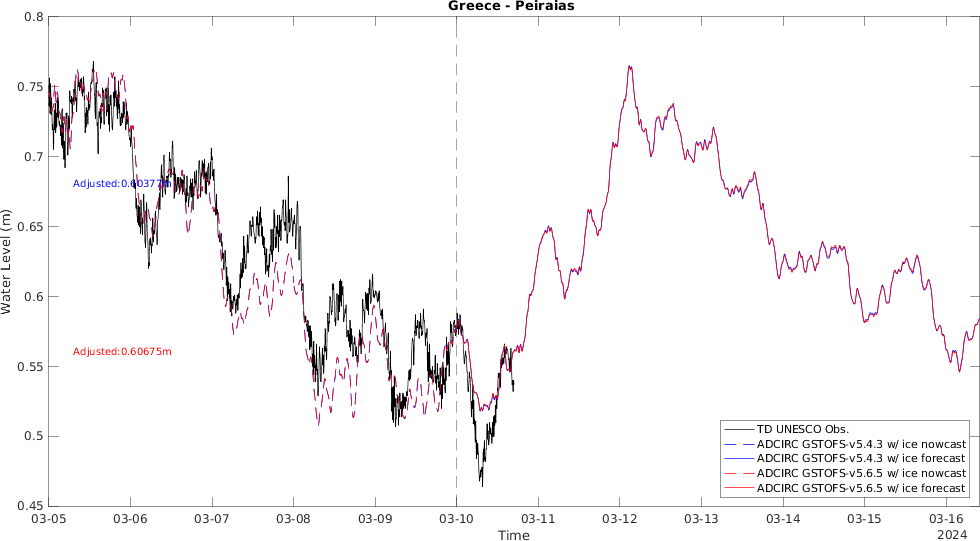 Greece - Peiraias
0.8
0.75
0.7
0.65
0.6
0.55
0.5
0.45
Water Level (m)
Adjusted:0.60377m
Adjusted:0.60675m
TD UNESCO Obs.
ADCIRC GSTOFS-v5.4.3 w/ ice nowcast
ADCIRC GSTOFS-v5.4.3 w/ ice forecast
ADCIRC GSTOFS-v5.6.5 w/ ice nowcast
ADCIRC GSTOFS-v5.6.5 w/ ice forecast
03-05 03-06 03-07 03-08 03-09 03-10 03-11 03-12 03-13 03-14 03-15 03-16
Time
2024